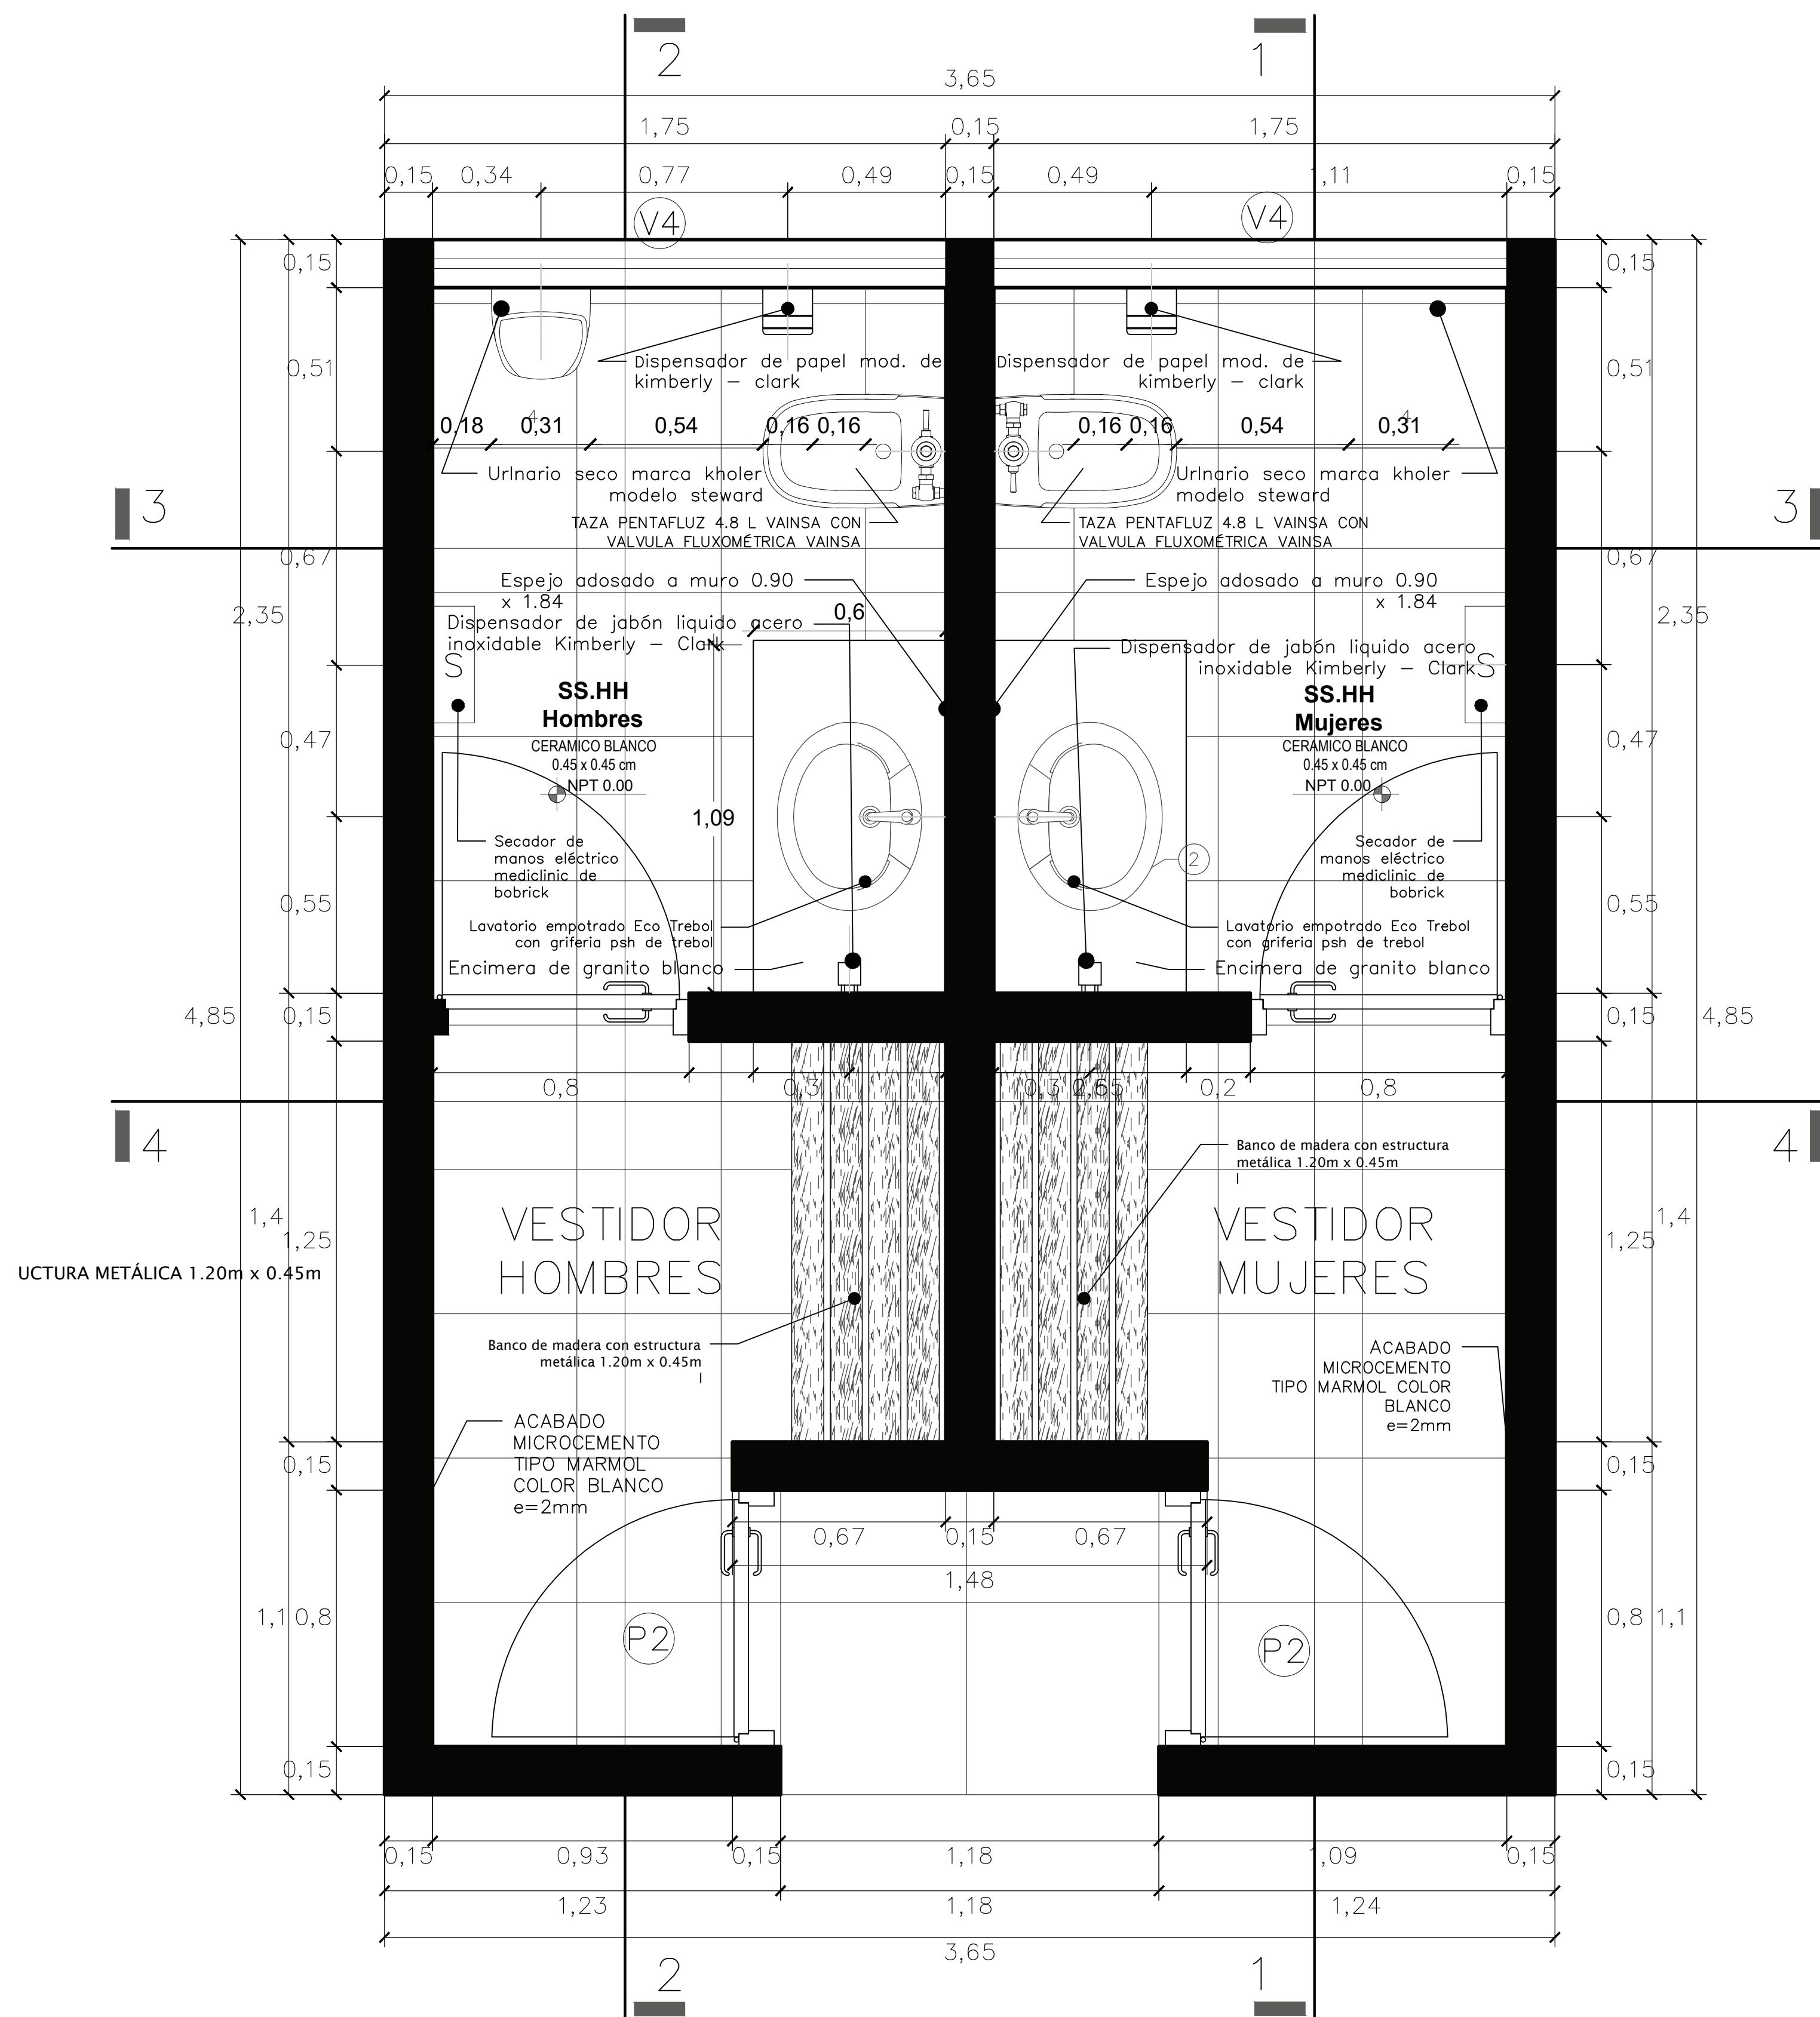 2
1
3,65
1,75
0,15
1,75
0,15
0,34
0,77
0,49
0,15
0,49
1,11
0,15
V4
V4
0,15
0,15
0,51
0,51
Dispensador de papel mod. de
kimberly – clark
Dispensador de papel mod. de
kimberly – clark
4
4
0,18
0,31
0,54
0,16
0,16
0,16
0,16
0,54
0,31
UrInario seco marca kholer
modelo steward
UrInario seco marca kholer
modelo steward
3
3
TAZA PENTAFLUZ 4.8 L VAINSA CON
VALVULA FLUXOMÉTRICA VAINSA
TAZA PENTAFLUZ 4.8 L VAINSA CON
VALVULA FLUXOMÉTRICA VAINSA
0,67
0,67
Espejo adosado a muro 0.90
x 1.84
Espejo adosado a muro 0.90
x 1.84
2,35
2,35
0,6
Dispensador de jabón liquido acero
inoxidable Kimberly – Clark
Dispensador de jabón liquido acero
inoxidable Kimberly – Clark
S
S
SS.HH
Hombres
CERAMICO BLANCO
0.45 x 0.45 cm
NPT 0.00
SS.HH
Mujeres
CERAMICO BLANCO
0.45 x 0.45 cm
NPT 0.00
0,47
0,47
1,09
Secador de
manos eléctrico
mediclinic de
bobrick
Secador de
manos eléctrico
mediclinic de
bobrick
2
0,55
0,55
Lavatorio empotrado Eco Trebol
con griferia psh de trebol
Lavatorio empotrado Eco Trebol
con griferia psh de trebol
Encimera de granito blanco
Encimera de granito blanco
4,85
0,15
0,15
4,85
0,8
0,3
0,3
0,2
0,8
4
4
Banco de madera con estructura
metálica 1.20m x 0.45m
VESTIDOR
HOMBRES
VESTIDOR
MUJERES
1,4
1,25
1,25
1,4
UCTURA METÁLICA 1.20m x 0.45m
Banco de madera con estructura
metálica 1.20m x 0.45m
ACABADO
MICROCEMENTO
TIPO MARMOL COLOR
BLANCO
e=2mm
ACABADO
MICROCEMENTO
TIPO MARMOL
COLOR BLANCO
e=2mm
0,15
0,15
0,67
0,15
0,67
1,48
1,1
0,8
0,8
1,1
P2
P2
0,15
0,15
0,15
0,93
0,15
1,18
1,09
0,15
1,23
1,18
1,24
3,65
2
1